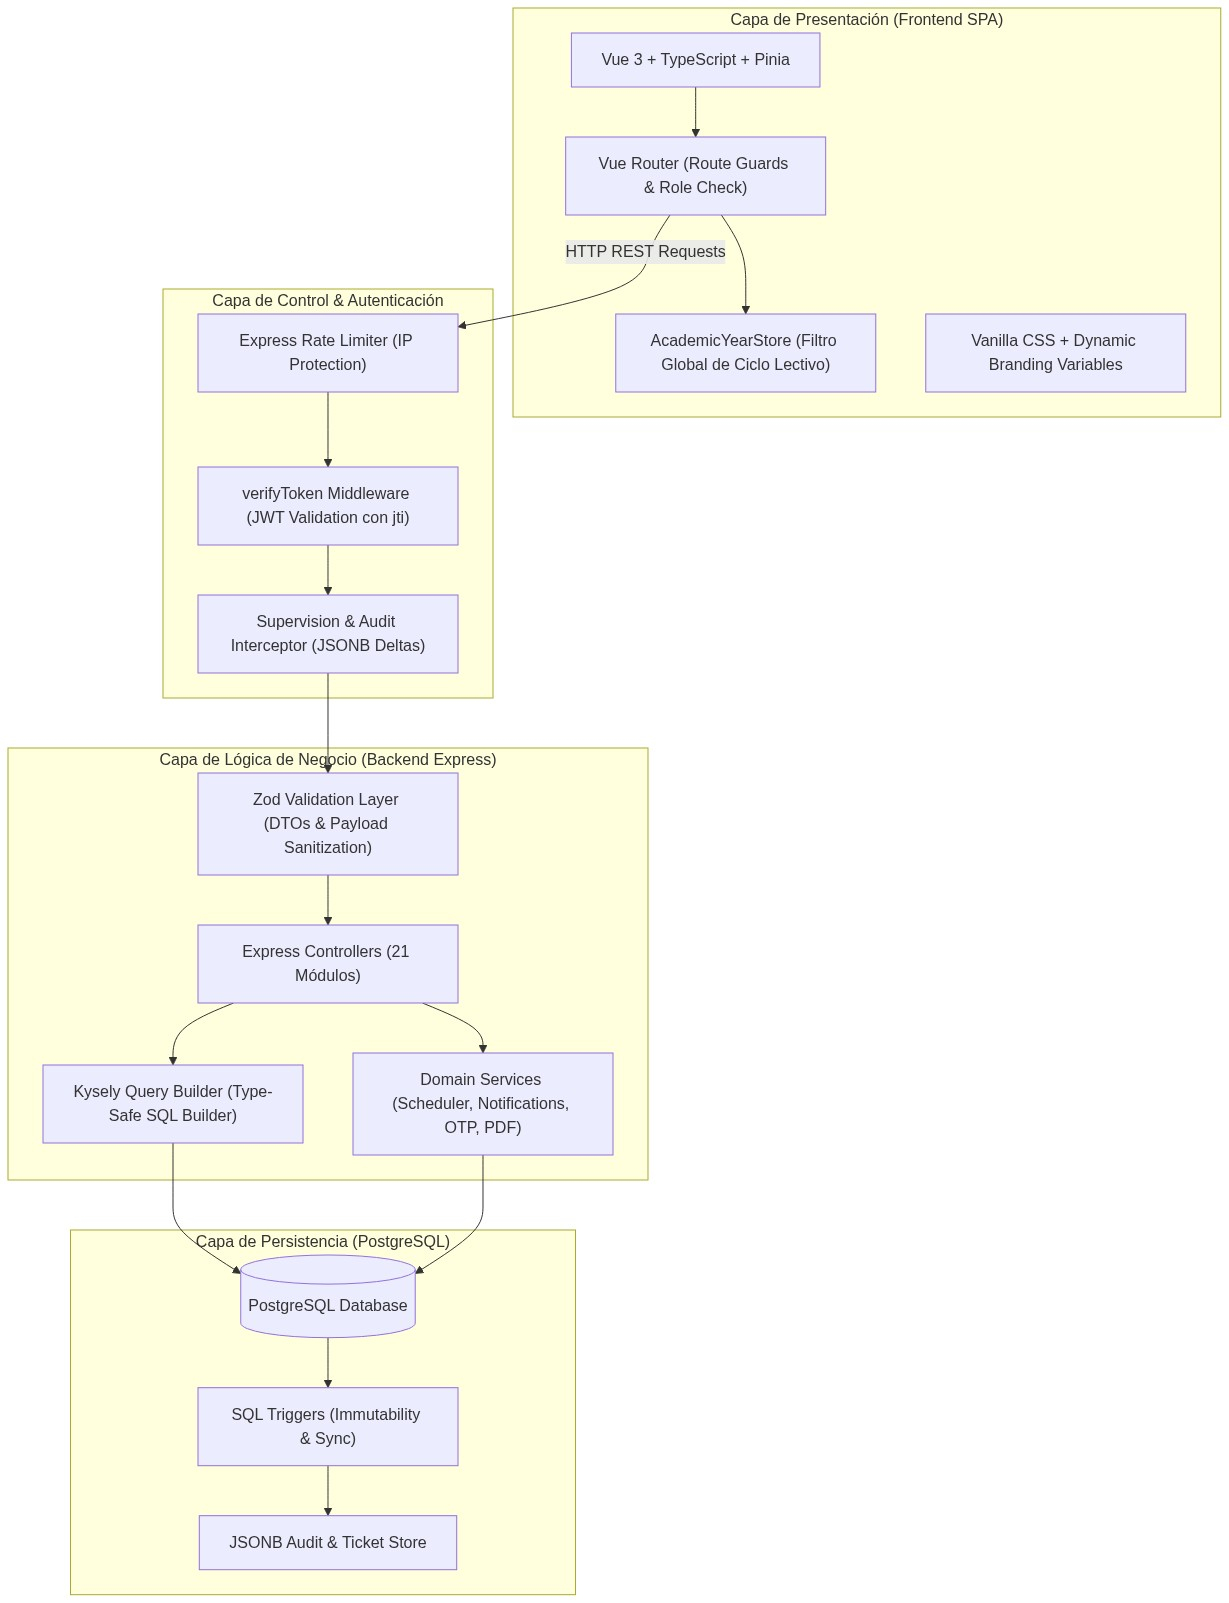 Capa de Presentación (Frontend SPA)
Vue 3 + TypeScript + Pinia
Vue Router (Route Guards
& Role Check)
HTTP REST Requests
Capa de Control & Autenticación
Express Rate Limiter (IP
Protection)
AcademicYearStore (Filtro
Global de Ciclo Lectivo)
Vanilla CSS + Dynamic
Branding Variables
verifyToken Middleware
(JWT Validation con jti)
Supervision & Audit
Interceptor (JSONB Deltas)
Capa de Lógica de Negocio (Backend Express)
Zod Validation Layer
(DTOs & Payload
Sanitization)
Express Controllers (21
Módulos)
Kysely Query Builder (Type-
Safe SQL Builder)
Domain Services
(Scheduler, Notifications,
OTP, PDF)
Capa de Persistencia (PostgreSQL)
PostgreSQL Database
SQL Triggers (Immutability
& Sync)
JSONB Audit & Ticket Store